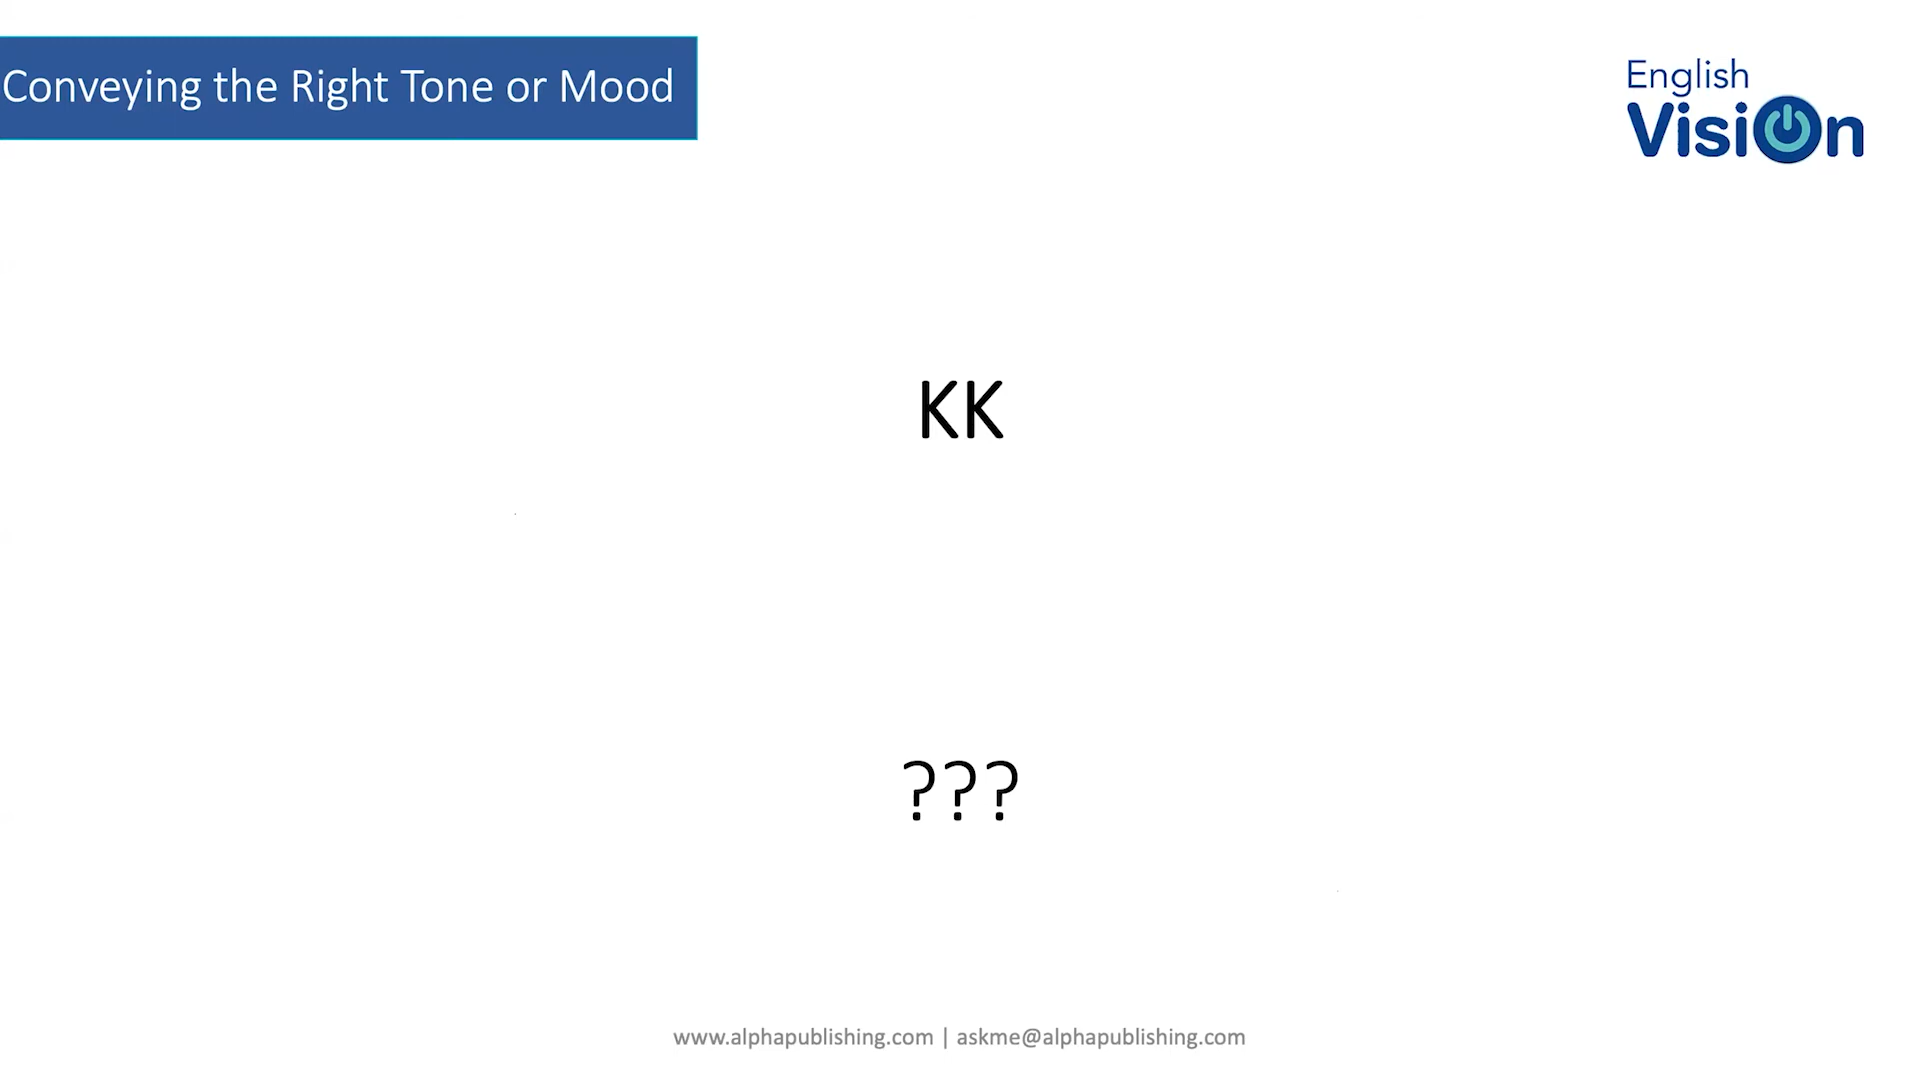 Conveying the Right Tone or Mood
English
Vision
KK
???
www.alphapublishing.com | askme@alphapublishing.com